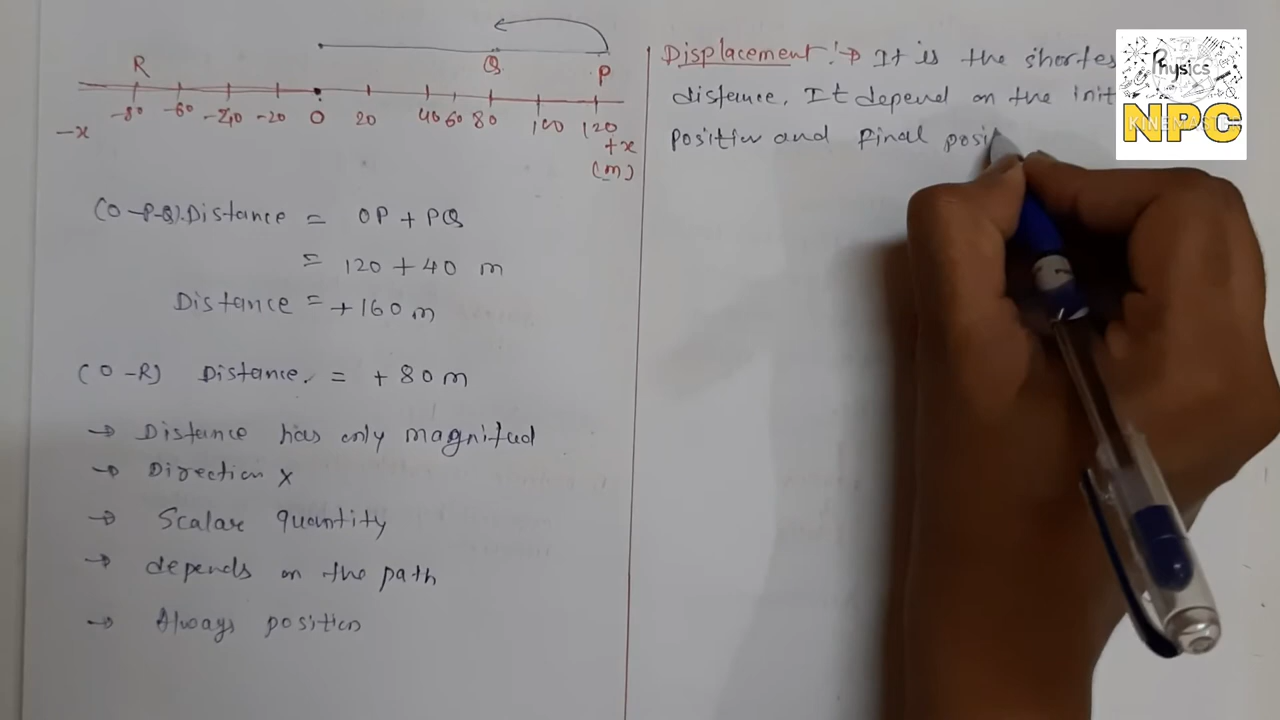 R
Q
P
-80 -60 -40 -20 0 20 40 60 80 100 120
-x
+x
(m)
(O-P-Q).Distance = OP + PQ
= 120 + 40 m
Distance = +160 m
(O-R) Distance. = +80 m
→ Distance has only magnitud
→ Direction x
→ Scalar quantity
→ depends on the path
→ Always position
Displacement :→ It is the shortes
distance. It depend on the init
position and final posi
Physics
NPC
KINEMASTER